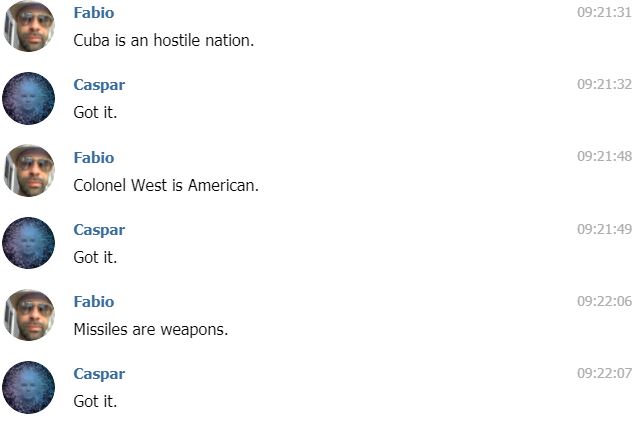 Fabio 09:21:31
Cuba is an hostile nation.
Caspar 09:21:32
Got it.
Fabio 09:21:48
Colonel West is American.
Caspar 09:21:49
Got it.
Fabio 09:22:06
Missiles are weapons.
Caspar 09:22:07
Got it.